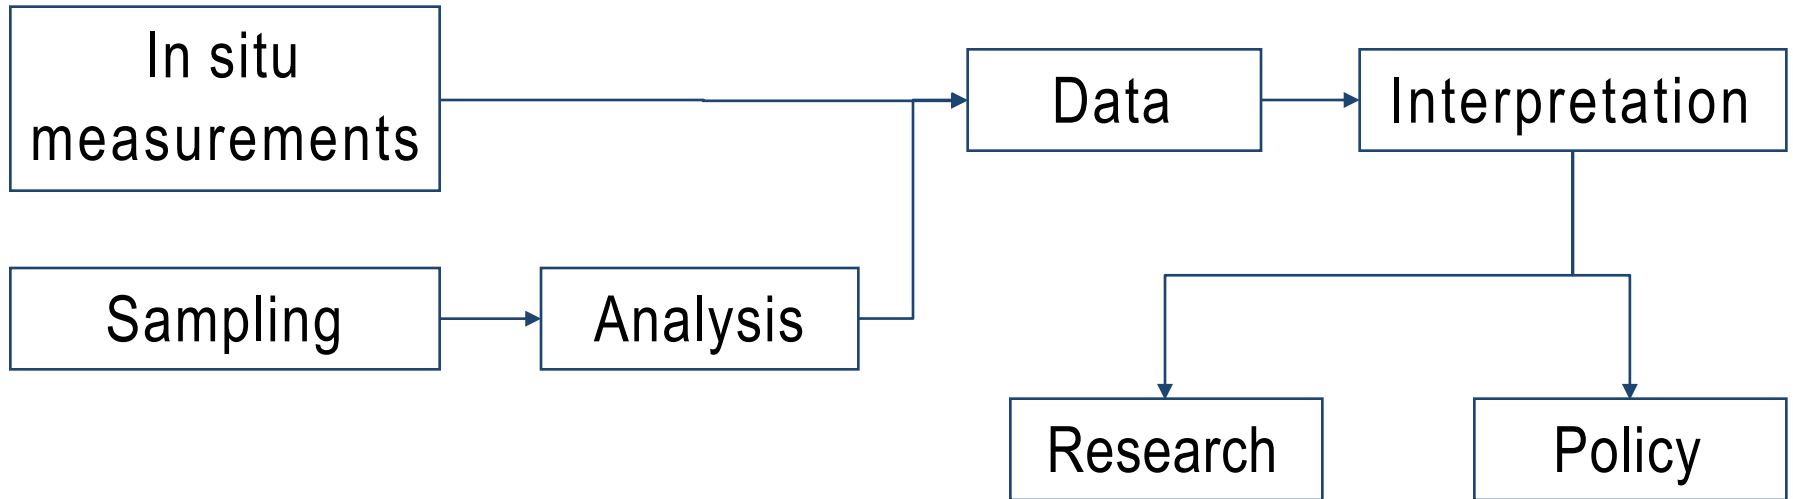 In situ
measurements
Data
Interpretation
Sampling
Analysis
Research
Policy